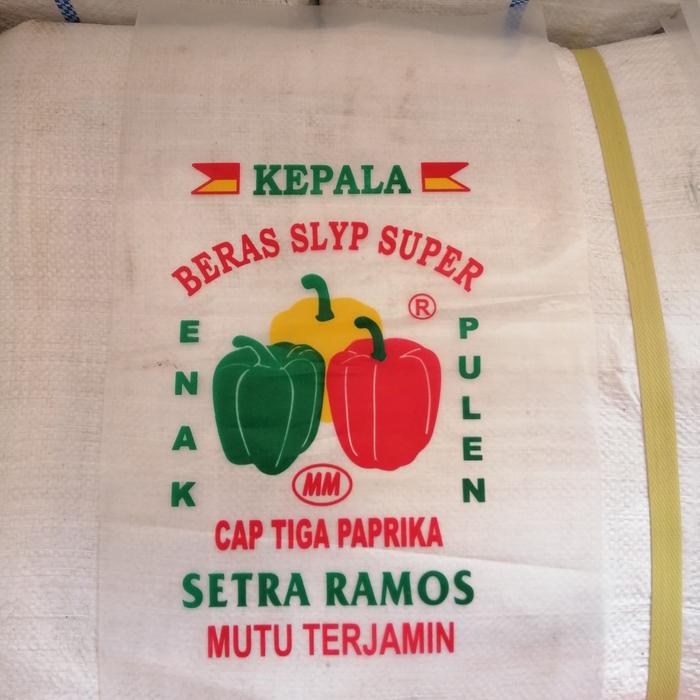 KEPALA
BERAS SLYP SUPER
®
ENAK
PULEN
MM
CAP TIGA PAPRIKA
SETRA RAMOS
MUTU TERJAMIN